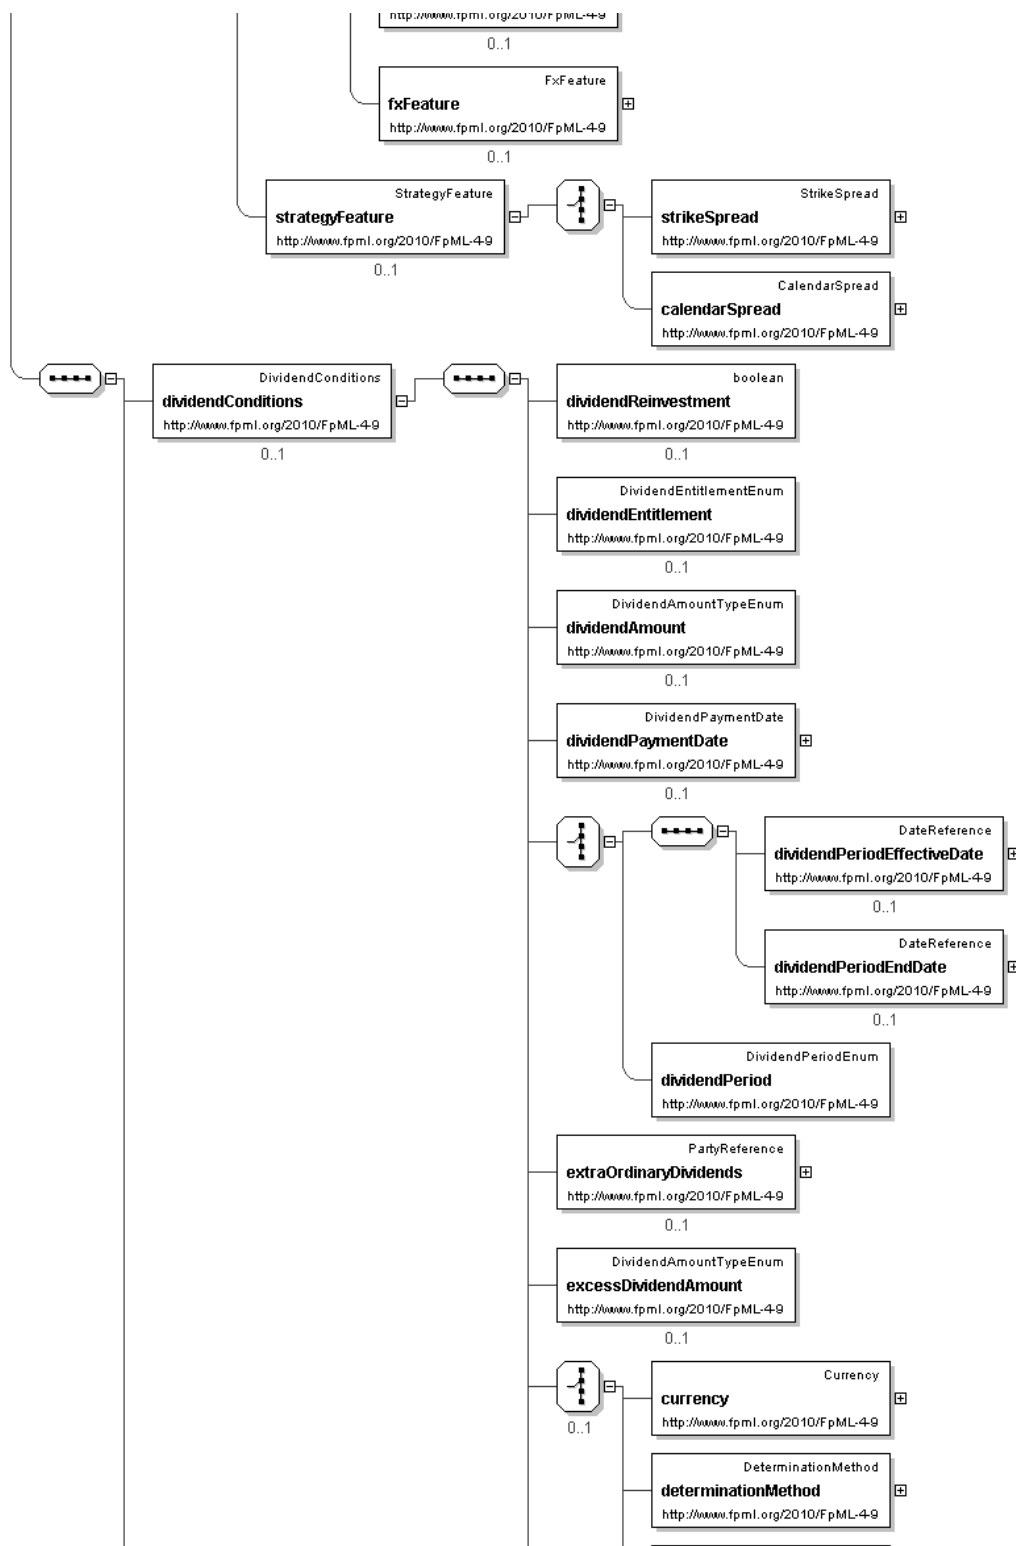 http://www.fpml.org/2010/FpML-4-9
0..1
FxFeature
fxFeature
http://www.fpml.org/2010/FpML-4-9
0..1
StrategyFeature
strategyFeature
http://www.fpml.org/2010/FpML-4-9
0..1
StrikeSpread
strikeSpread
http://www.fpml.org/2010/FpML-4-9
CalendarSpread
calendarSpread
http://www.fpml.org/2010/FpML-4-9
DividendConditions
dividendConditions
http://www.fpml.org/2010/FpML-4-9
0..1
boolean
dividendReinvestment
http://www.fpml.org/2010/FpML-4-9
0..1
DividendEntitlementEnum
dividendEntitlement
http://www.fpml.org/2010/FpML-4-9
0..1
DividendAmountTypeEnum
dividendAmount
http://www.fpml.org/2010/FpML-4-9
0..1
DividendPaymentDate
dividendPaymentDate
http://www.fpml.org/2010/FpML-4-9
0..1
DateReference
dividendPeriodEffectiveDate
http://www.fpml.org/2010/FpML-4-9
0..1
DateReference
dividendPeriodEndDate
http://www.fpml.org/2010/FpML-4-9
0..1
DividendPeriodEnum
dividendPeriod
http://www.fpml.org/2010/FpML-4-9
PartyReference
extraOrdinaryDividends
http://www.fpml.org/2010/FpML-4-9
0..1
DividendAmountTypeEnum
excessDividendAmount
http://www.fpml.org/2010/FpML-4-9
0..1
0..1
Currency
currency
http://www.fpml.org/2010/FpML-4-9
DeterminationMethod
determinationMethod
http://www.fpml.org/2010/FpML-4-9